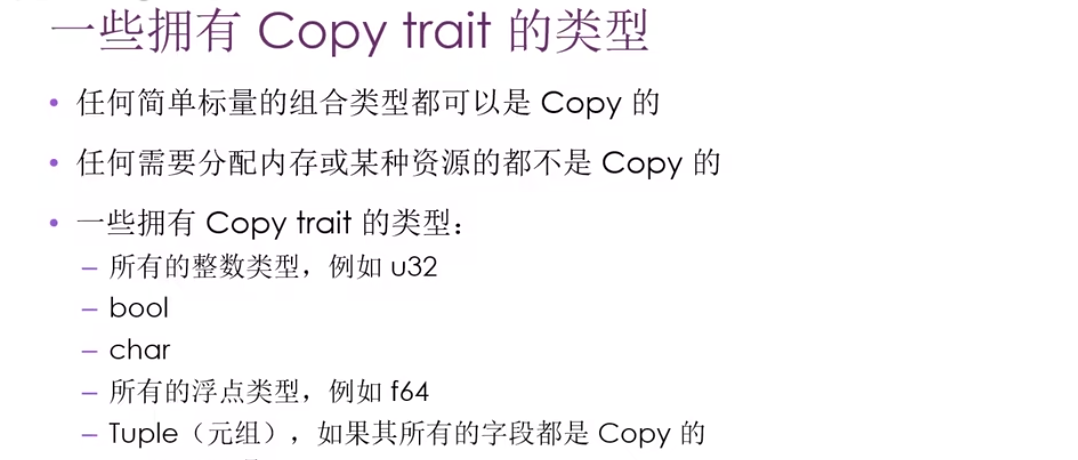 一些拥有 Copy trait 的类型
• 任何简单标量的组合类型都可以是 Copy 的
• 任何需要分配内存或某种资源的都不是 Copy 的
• 一些拥有 Copy trait 的类型：
– 所有的整数类型，例如 u32
– bool
– char
– 所有的浮点类型，例如 f64
– Tuple（元组），如果其所有的字段都是 Copy 的